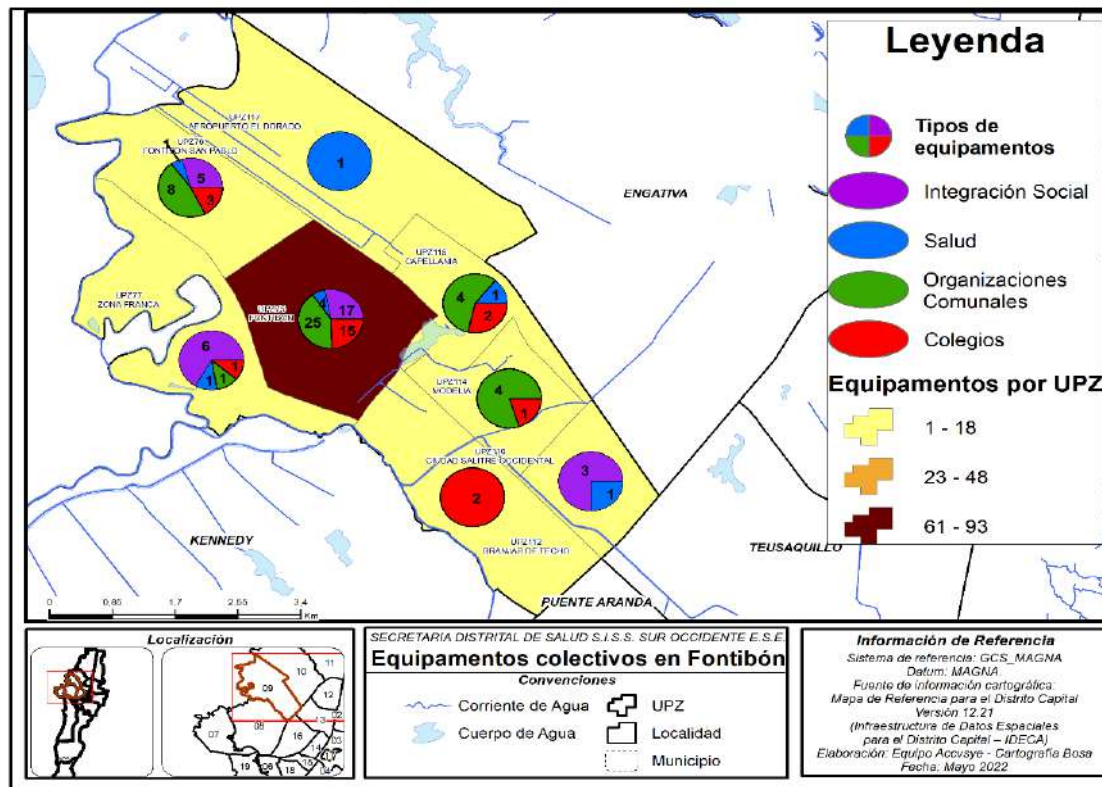 Leyenda
Tipos de
equipamentos
Integración Social
Salud
Organizaciones
Comunales
Colegios
Equipamentos por UPZ
1 - 18
23 - 48
61 - 93
UPZ117
AEROPUERTO EL DORADO
UPZ76
FONTIBON SAN PABLO
1
5
8
3
1
ENGATIVA
UPZ115
CAPELLANIA
4
1
2
UPZ77
ZONA FRANCA
UPZ75
FONTIBON
4
17
25
15
6
1
1
1
UPZ114
MODELIA
4
1
UPZ110
CIUDAD SALITRE OCCIDENTAL
3
1
2
UPZ112
GRANJAS DE TECHO
KENNEDY
TEUSAQUILLO
PUENTE ARANDA
0 0,85 1,7 2,55 3,4
Km
Localización
11
10
09
12
02
08
13
07
16
14
03
15
19
18
04
SECRETARIA DISTRITAL DE SALUD S.I.S.S. SUR OCCIDENTE E.S.E.
Equipamentos colectivos en Fontibón
Convenciones
Corriente de Agua
UPZ
Cuerpo de Agua
Localidad
Municipio
Información de Referencia
Sistema de referencia: GCS_MAGNA
Datum: MAGNA
Fuente de información cartográfica:
Mapa de Referencia para el Distrito Capital
Versión 12.21
(Infraestructura de Datos Espaciales
para el Distrito Capital – IDECA)
Elaboración: Equipo Accvsye - Cartografía Bosa
Fecha: Mayo 2022